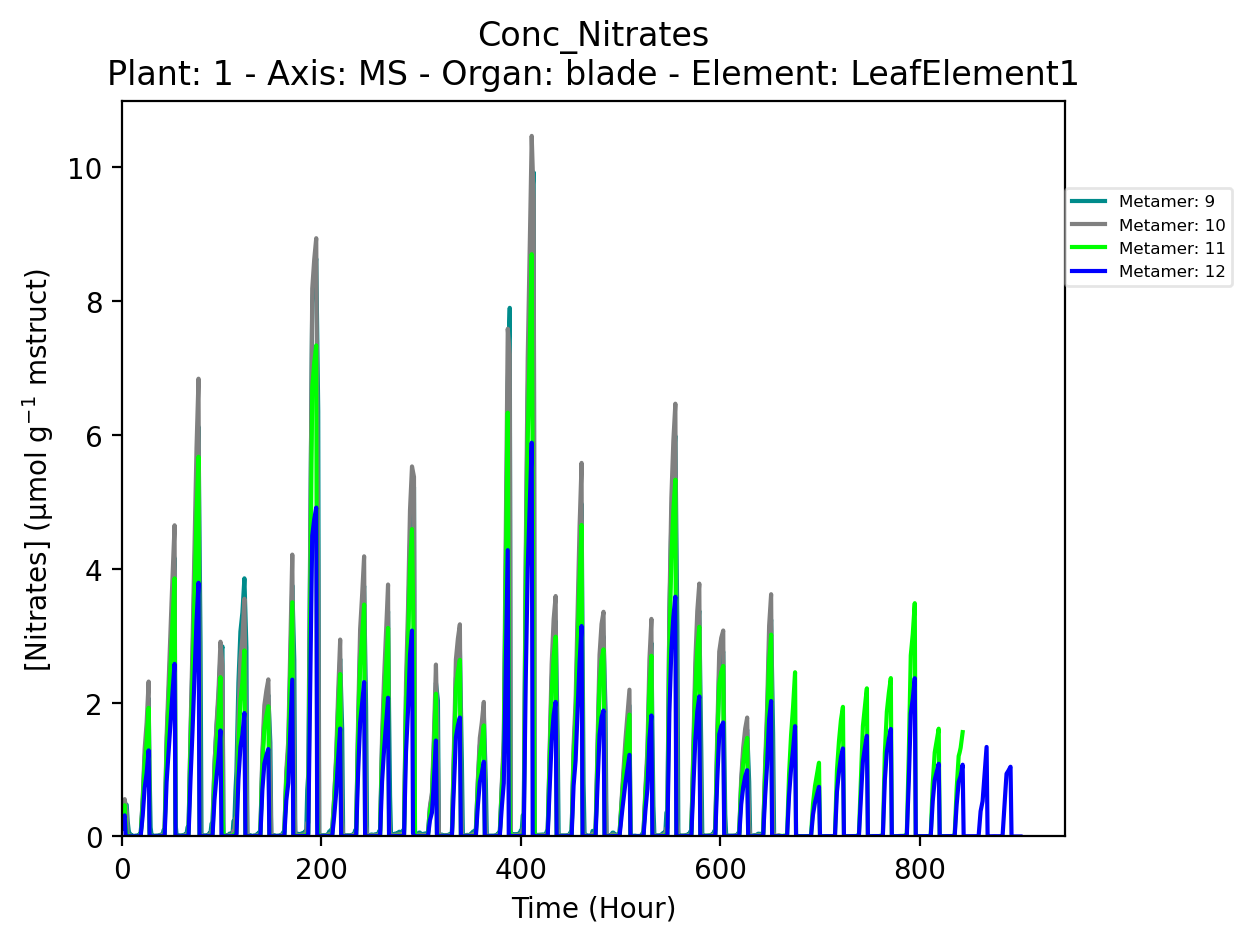 Conc_Nitrates
Plant: 1 - Axis: MS - Organ: blade - Element: LeafElement1
[Nitrates] (µmol g⁻¹ mstruct)
10
8
6
4
2
0
0 200 400 600 800
Time (Hour)
Metamer: 9
Metamer: 10
Metamer: 11
Metamer: 12